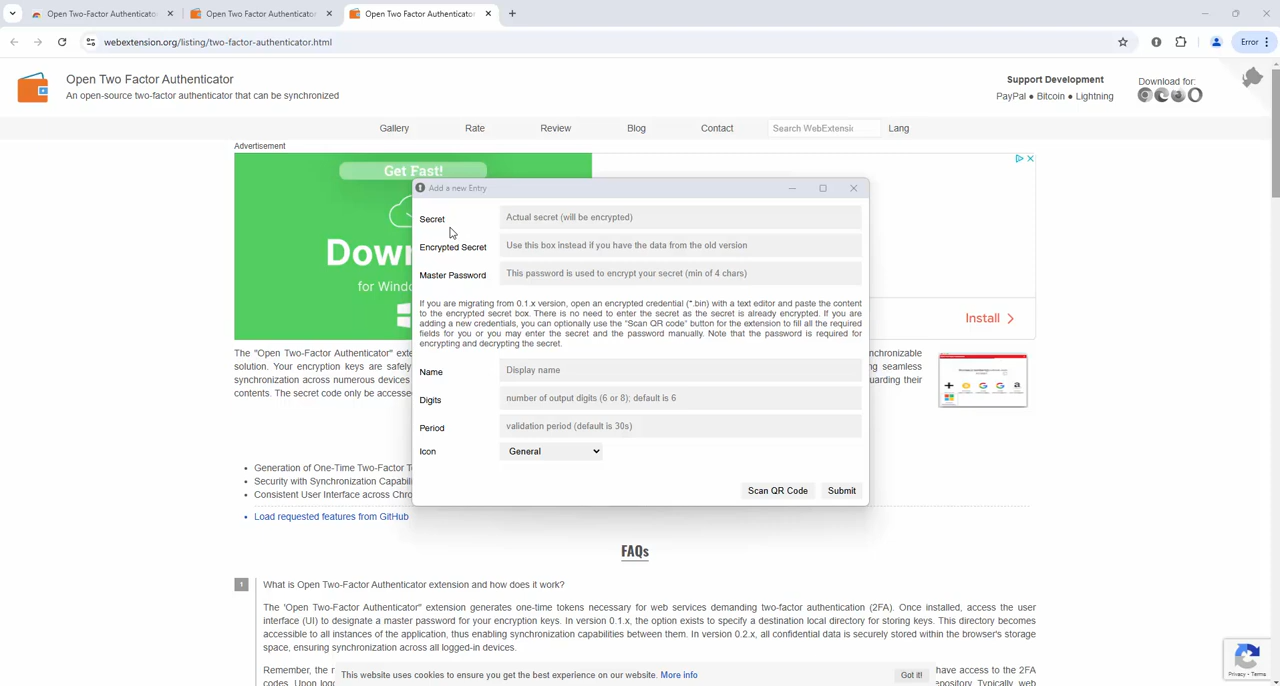 Open Two-Factor Authenticator
Open Two Factor Authenticator
Open Two Factor Authenticator
webextension.org/listing/two-factor-authenticator.html
Error
Open Two Factor Authenticator
An open-source two-factor authenticator that can be synchronized
Support Development
PayPal ● Bitcoin ● Lightning
Download for:
Gallery
Rate
Review
Blog
Contact
Search WebExtensi
Lang
Advertisement
Get Fast!
Down
for Windo
Install
Add a new Entry
Secret
Actual secret (will be encrypted)
Encrypted Secret
Use this box instead if you have the data from the old version
Master Password
This password is used to encrypt your secret (min of 4 chars)
If you are migrating from 0.1.x version, open an encrypted credential (*.bin) with a text editor and paste the content
to the encrypted secret box. There is no need to enter the secret as the secret is already encrypted. If you are
adding a new credentials, you can optionally use the "Scan QR code" button for the extension to fill all the required
fields for you or you may enter the secret and the password manually. Note that the password is required for
encrypting and decrypting the secret.
Name
Display name
Digits
number of output digits (6 or 8); default is 6
Period
validation period (default is 30s)
Icon
General
Scan QR Code
Submit
The "Open Two-Factor Authenticator" exte
nchronizable
solution. Your encryption keys are safely
ng seamless
synchronization across numerous devices
uarding their
contents. The secret code only be accesse
Generation of One-Time Two-Factor T
Security with Synchronization Capabili
Consistent User Interface across Chro
Load requested features from GitHub
FAQs
1
What is Open Two-Factor Authenticator extension and how does it work?
The 'Open Two-Factor Authenticator" extension generates one-time tokens necessary for web services demanding two-factor authentication (2FA). Once installed, access the user
interface (UI) to designate a master password for your encryption keys. In version 0.1.x, the option exists to specify a destination local directory for storing keys. This directory becomes
accessible to all instances of the application, thus enabling synchronization capabilities between them. In version 0.2.x, all confidential data is securely stored within the browser's storage
space, ensuring synchronization across all logged-in devices.
Remember, the r
have access to the 2FA
This website uses cookies to ensure you get the best experience on our website. More info
Got it!
codes. Upon
epository. Typically, web
Privacy - Terms